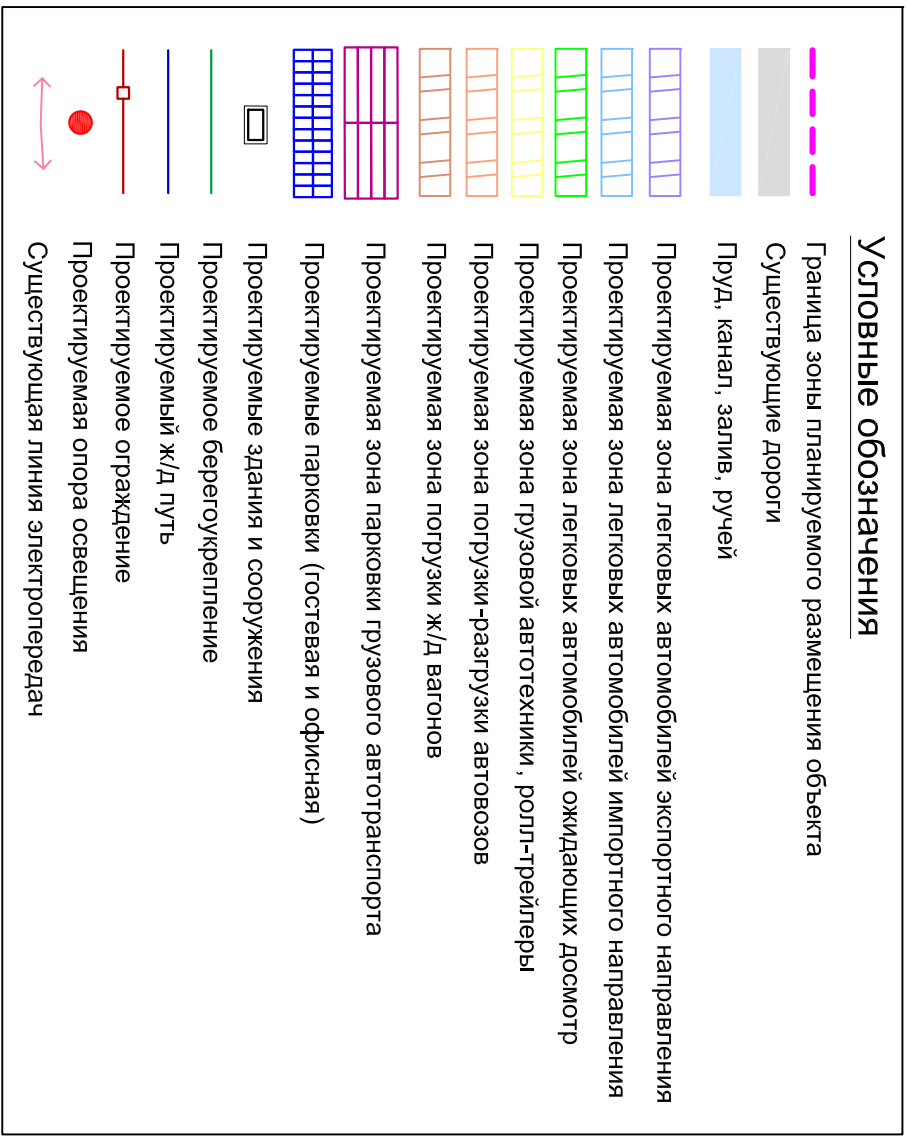 Условные обозначения
Граница зоны планируемого размещения объекта
Существующие дороги
Пруд, канал, залив, ручей
Проектируемая зона легковых автомобилей экспортного направления
Проектируемая зона легковых автомобилей импортного направления
Проектируемая зона легковых автомобилей ожидающих досмотр
Проектируемая зона грузовой автотехники, ролл-трейлеры
Проектируемая зона погрузки-разгрузки автовозов
Проектируемая зона погрузки ж/д вагонов
Проектируемая зона парковки грузового автотранспорта
Проектируемые парковки (гостевая и офисная)
Проектируемые здания и сооружения
Проектируемое берегоукрепление
Проектируемый ж/д путь
Проектируемое ограждение
Проектируемая опора освещения
Существующая линия электропередач